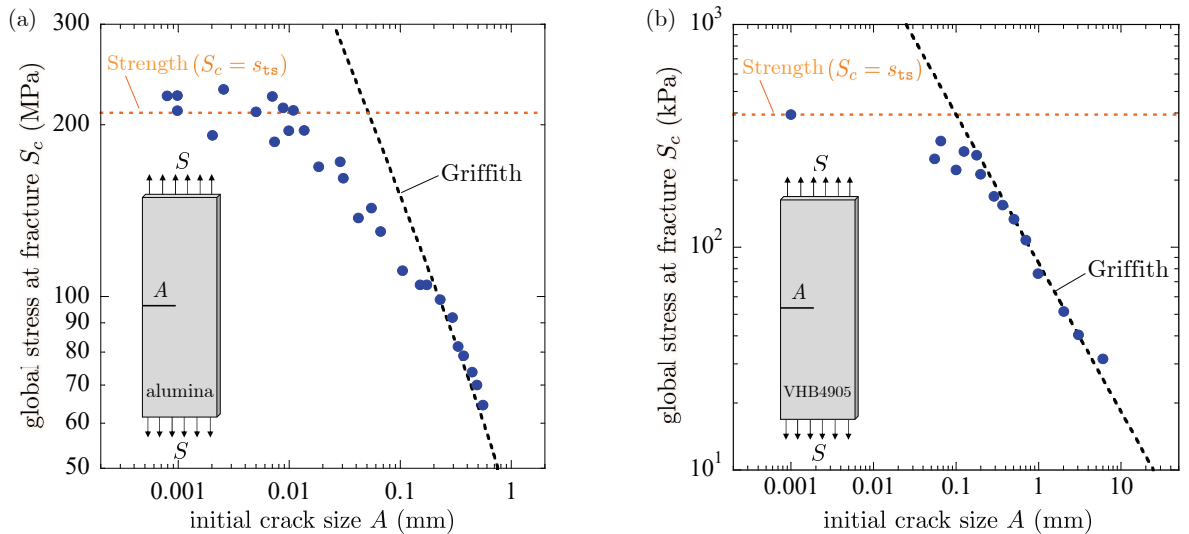 (a)
300
200
100
90
80
70
60
50
global stress at fracture S_c (MPa)
Strength (S_c = s_ts)
Griffith
S
A
alumina
S
0.001
0.01
0.1
1
initial crack size A (mm)
(b)
10^3
10^2
10^1
global stress at fracture S_c (kPa)
Strength (S_c = s_ts)
Griffith
S
A
VHB4905
S
0.001
0.01
0.1
1
10
initial crack size A (mm)